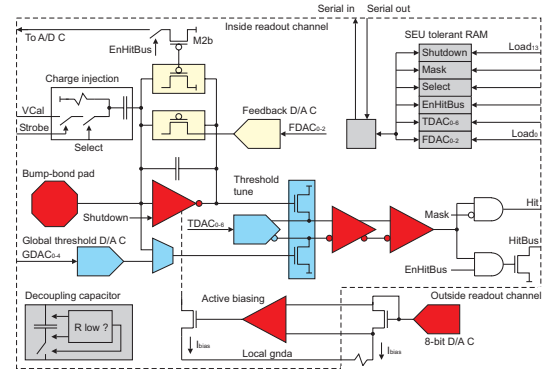 Serial in Serial out
To A/D C
Inside readout channel
SEU tolerant RAM
EnHitBus
M2b
Charge injection
VCal
Strobe
Select
Feedback D/A C
FDAC0-2
Shutdown
Mask
Select
EnHitBus
TDAC0-6
FDAC0-2
Load13
Load0
Bump-bond pad
Shutdown
Threshold
tune
TDAC0-6
Global threshold D/A C
GDAC0-4
Mask
Hit
HitBus
EnHitBus
Decoupling capacitor
R low ?
Active biasing
Outside readout channel
8-bit D/A C
Ibias
Ibias
Local gnda